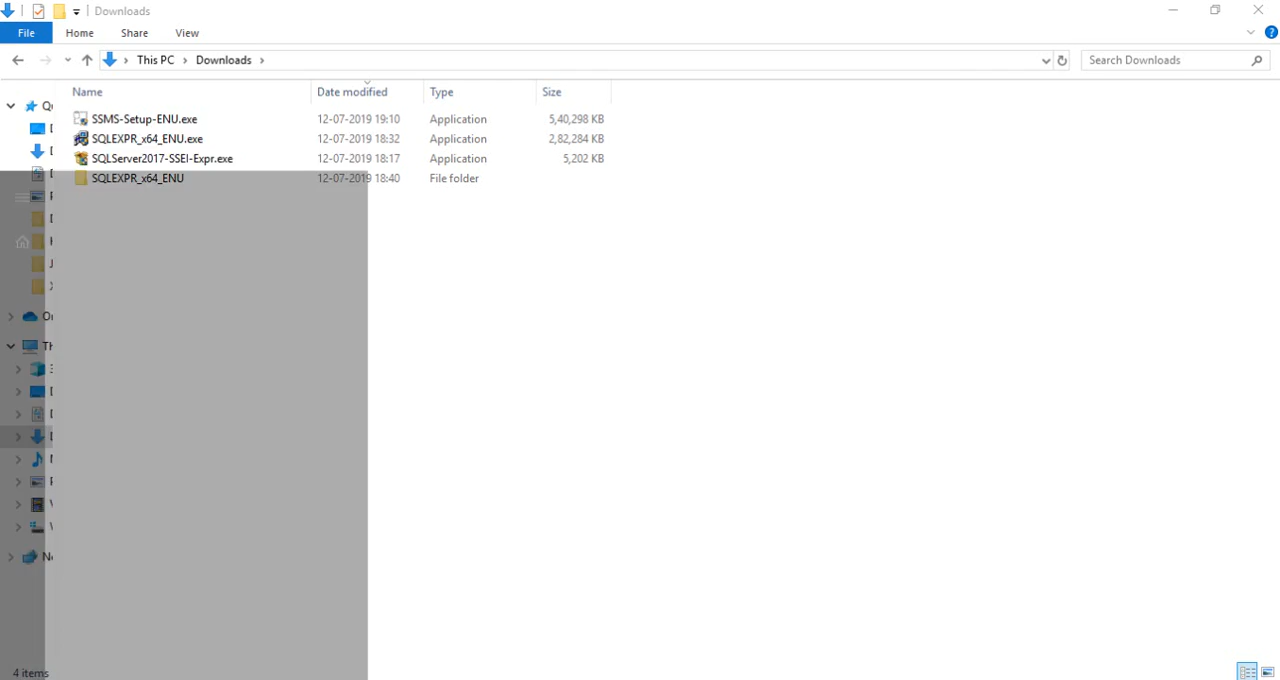 Downloads
File Home Share View
This PC Downloads Search Downloads
Name Date modified Type Size
SSMS-Setup-ENU.exe 12-07-2019 19:10 Application 5,40,298 KB
SQLEXPR_x64_ENU.exe 12-07-2019 18:32 Application 2,82,284 KB
SQLServer2017-SSEI-Expr.exe 12-07-2019 18:17 Application 5,202 KB
SQLEXPR_x64_ENU 12-07-2019 18:40 File folder
4 items